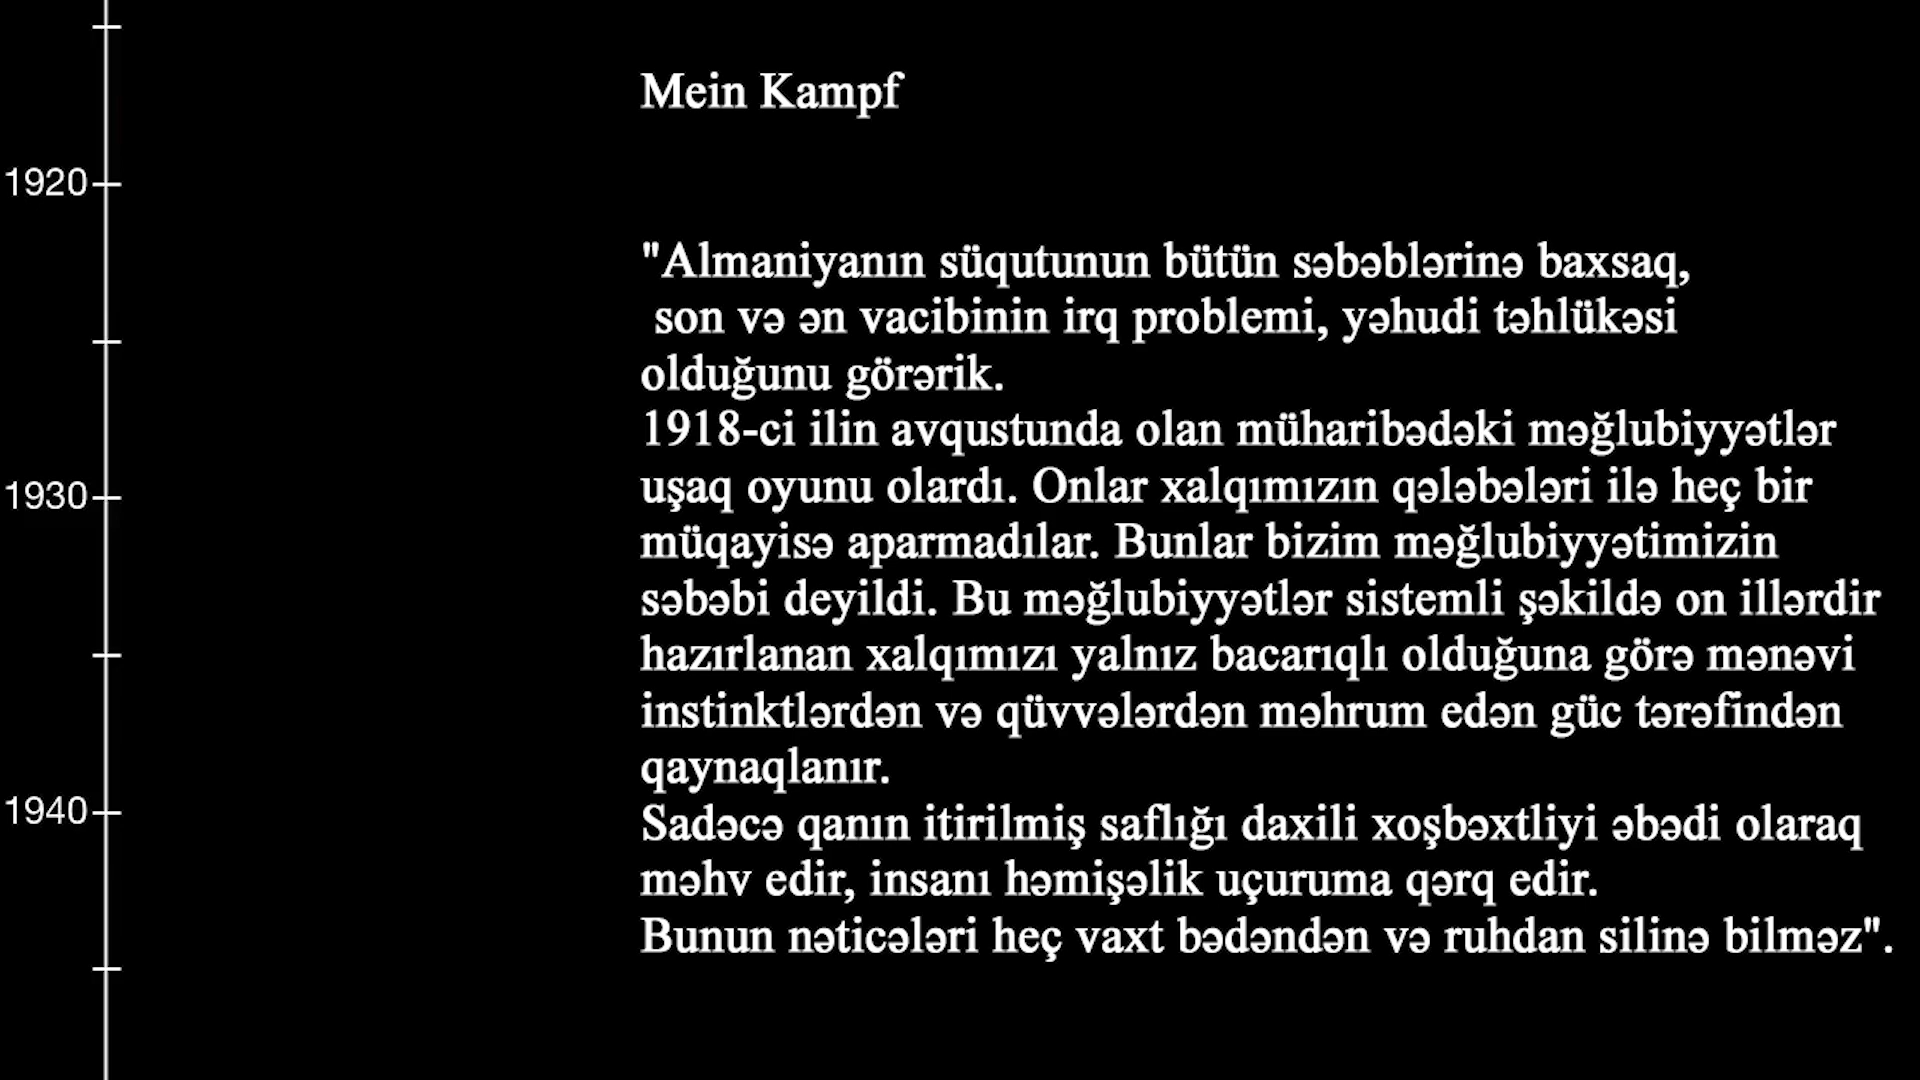 Mein Kampf
1920
"Almaniyanın süqutunun bütün səbəblərinə baxsaq,
son və ən vacibinin irq problemi, yəhudi təhlükəsi
olduğunu görərik.
1918-ci ilin avqustunda olan müharibədəki məğlubiyyətlər
1930
uşaq oyunu olardı. Onlar xalqımızın qələbələri ilə heç bir
müqayisə aparmadılar. Bunlar bizim məğlubiyyətimizin
səbəbi deyildi. Bu məğlubiyyətlər sistemli şəkildə on illərdir
hazırlanan xalqımızı yalnız bacarıqlı olduğuna görə mənəvi
instinktlərdən və qüvvələrdən məhrum edən güc tərəfindən
qaynaqlanır.
1940
Sadəcə qanın itirilmiş saflığı daxili xoşbəxtliyi əbədi olaraq
məhv edir, insanı həmişəlik uçuruma qərq edir.
Bunun nəticələri heç vaxt bədəndən və ruhdan silinə bilməz".